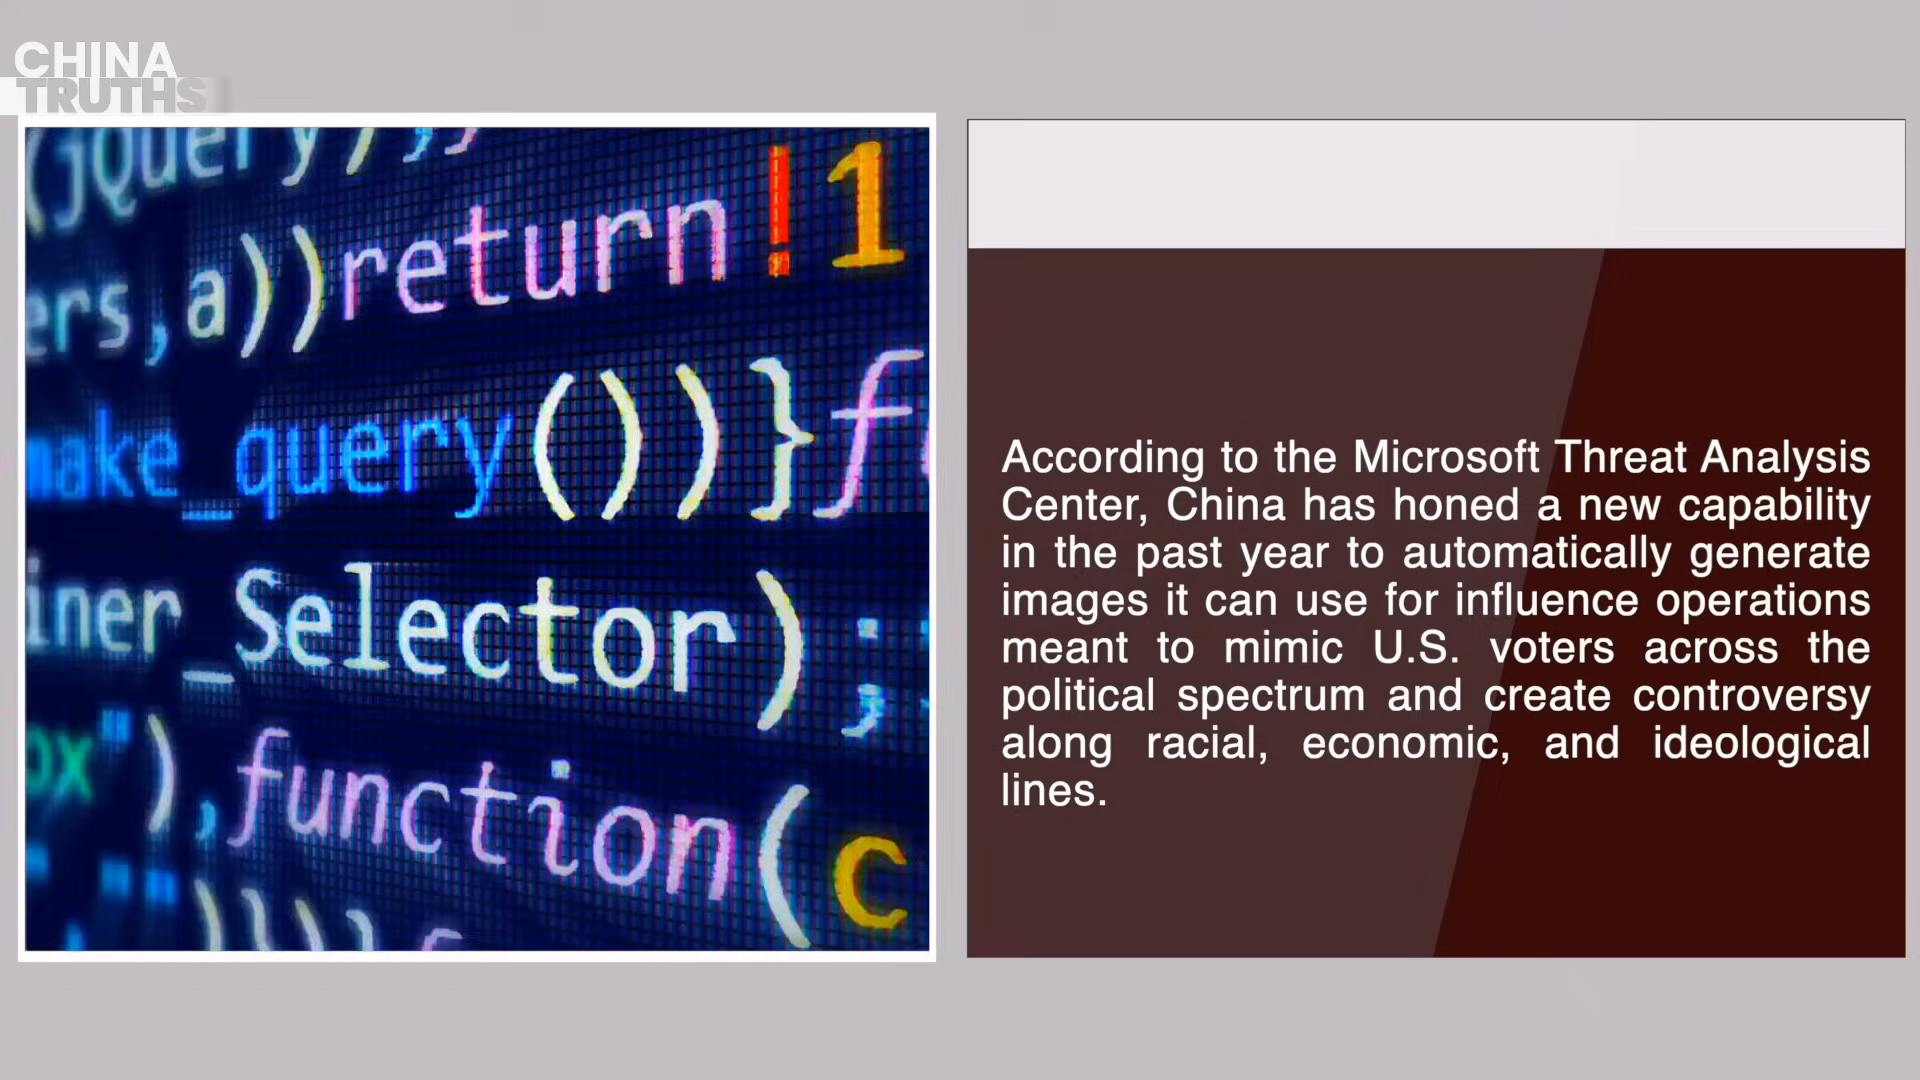 CHINA
TRUTHS
(jQuery);
ers,a))return!1
make_query())}f
iner_Selector);
ox"),function(c
According to the Microsoft Threat Analysis
Center, China has honed a new capability
in the past year to automatically generate
images it can use for influence operations
meant to mimic U.S. voters across the
political spectrum and create controversy
along racial, economic, and ideological
lines.